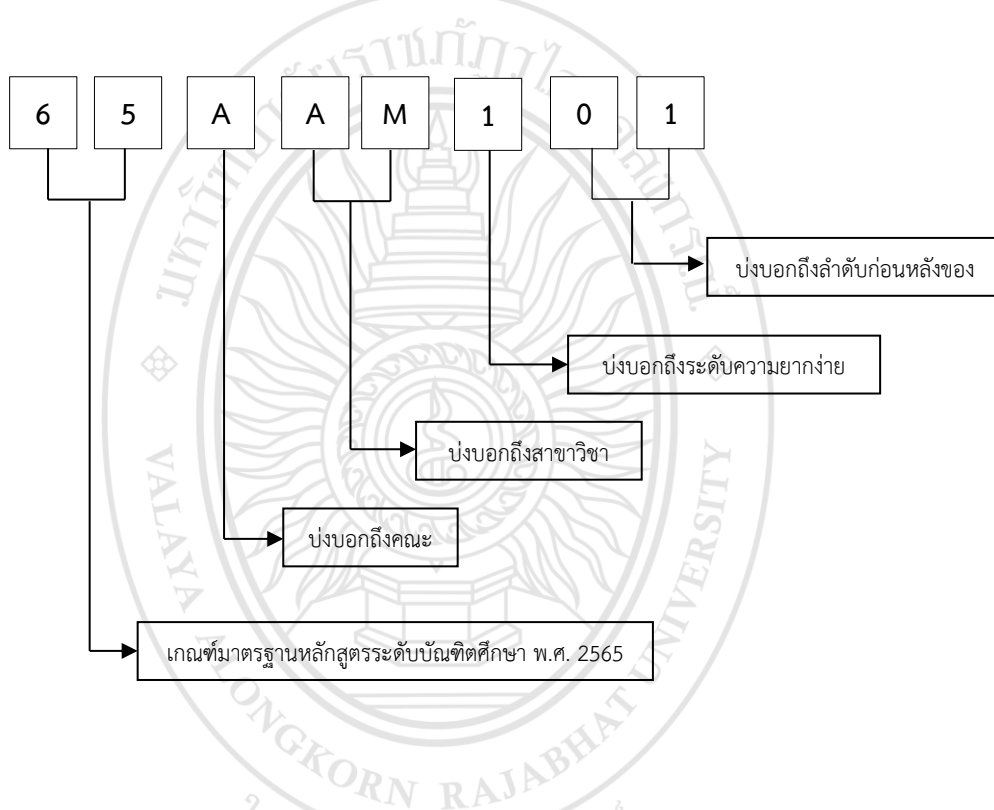 6 5 A A M 1 0 1
บ่งบอกถึงลำดับก่อนหลังของ
บ่งบอกถึงระดับความยากง่าย
บ่งบอกถึงสาขาวิชา
บ่งบอกถึงคณะ
เกณฑ์มาตรฐานหลักสูตรระดับบัณฑิตศึกษา พ.ศ. 2565
VALAYA ALONGKORN RAJABHAT UNIVERSITY